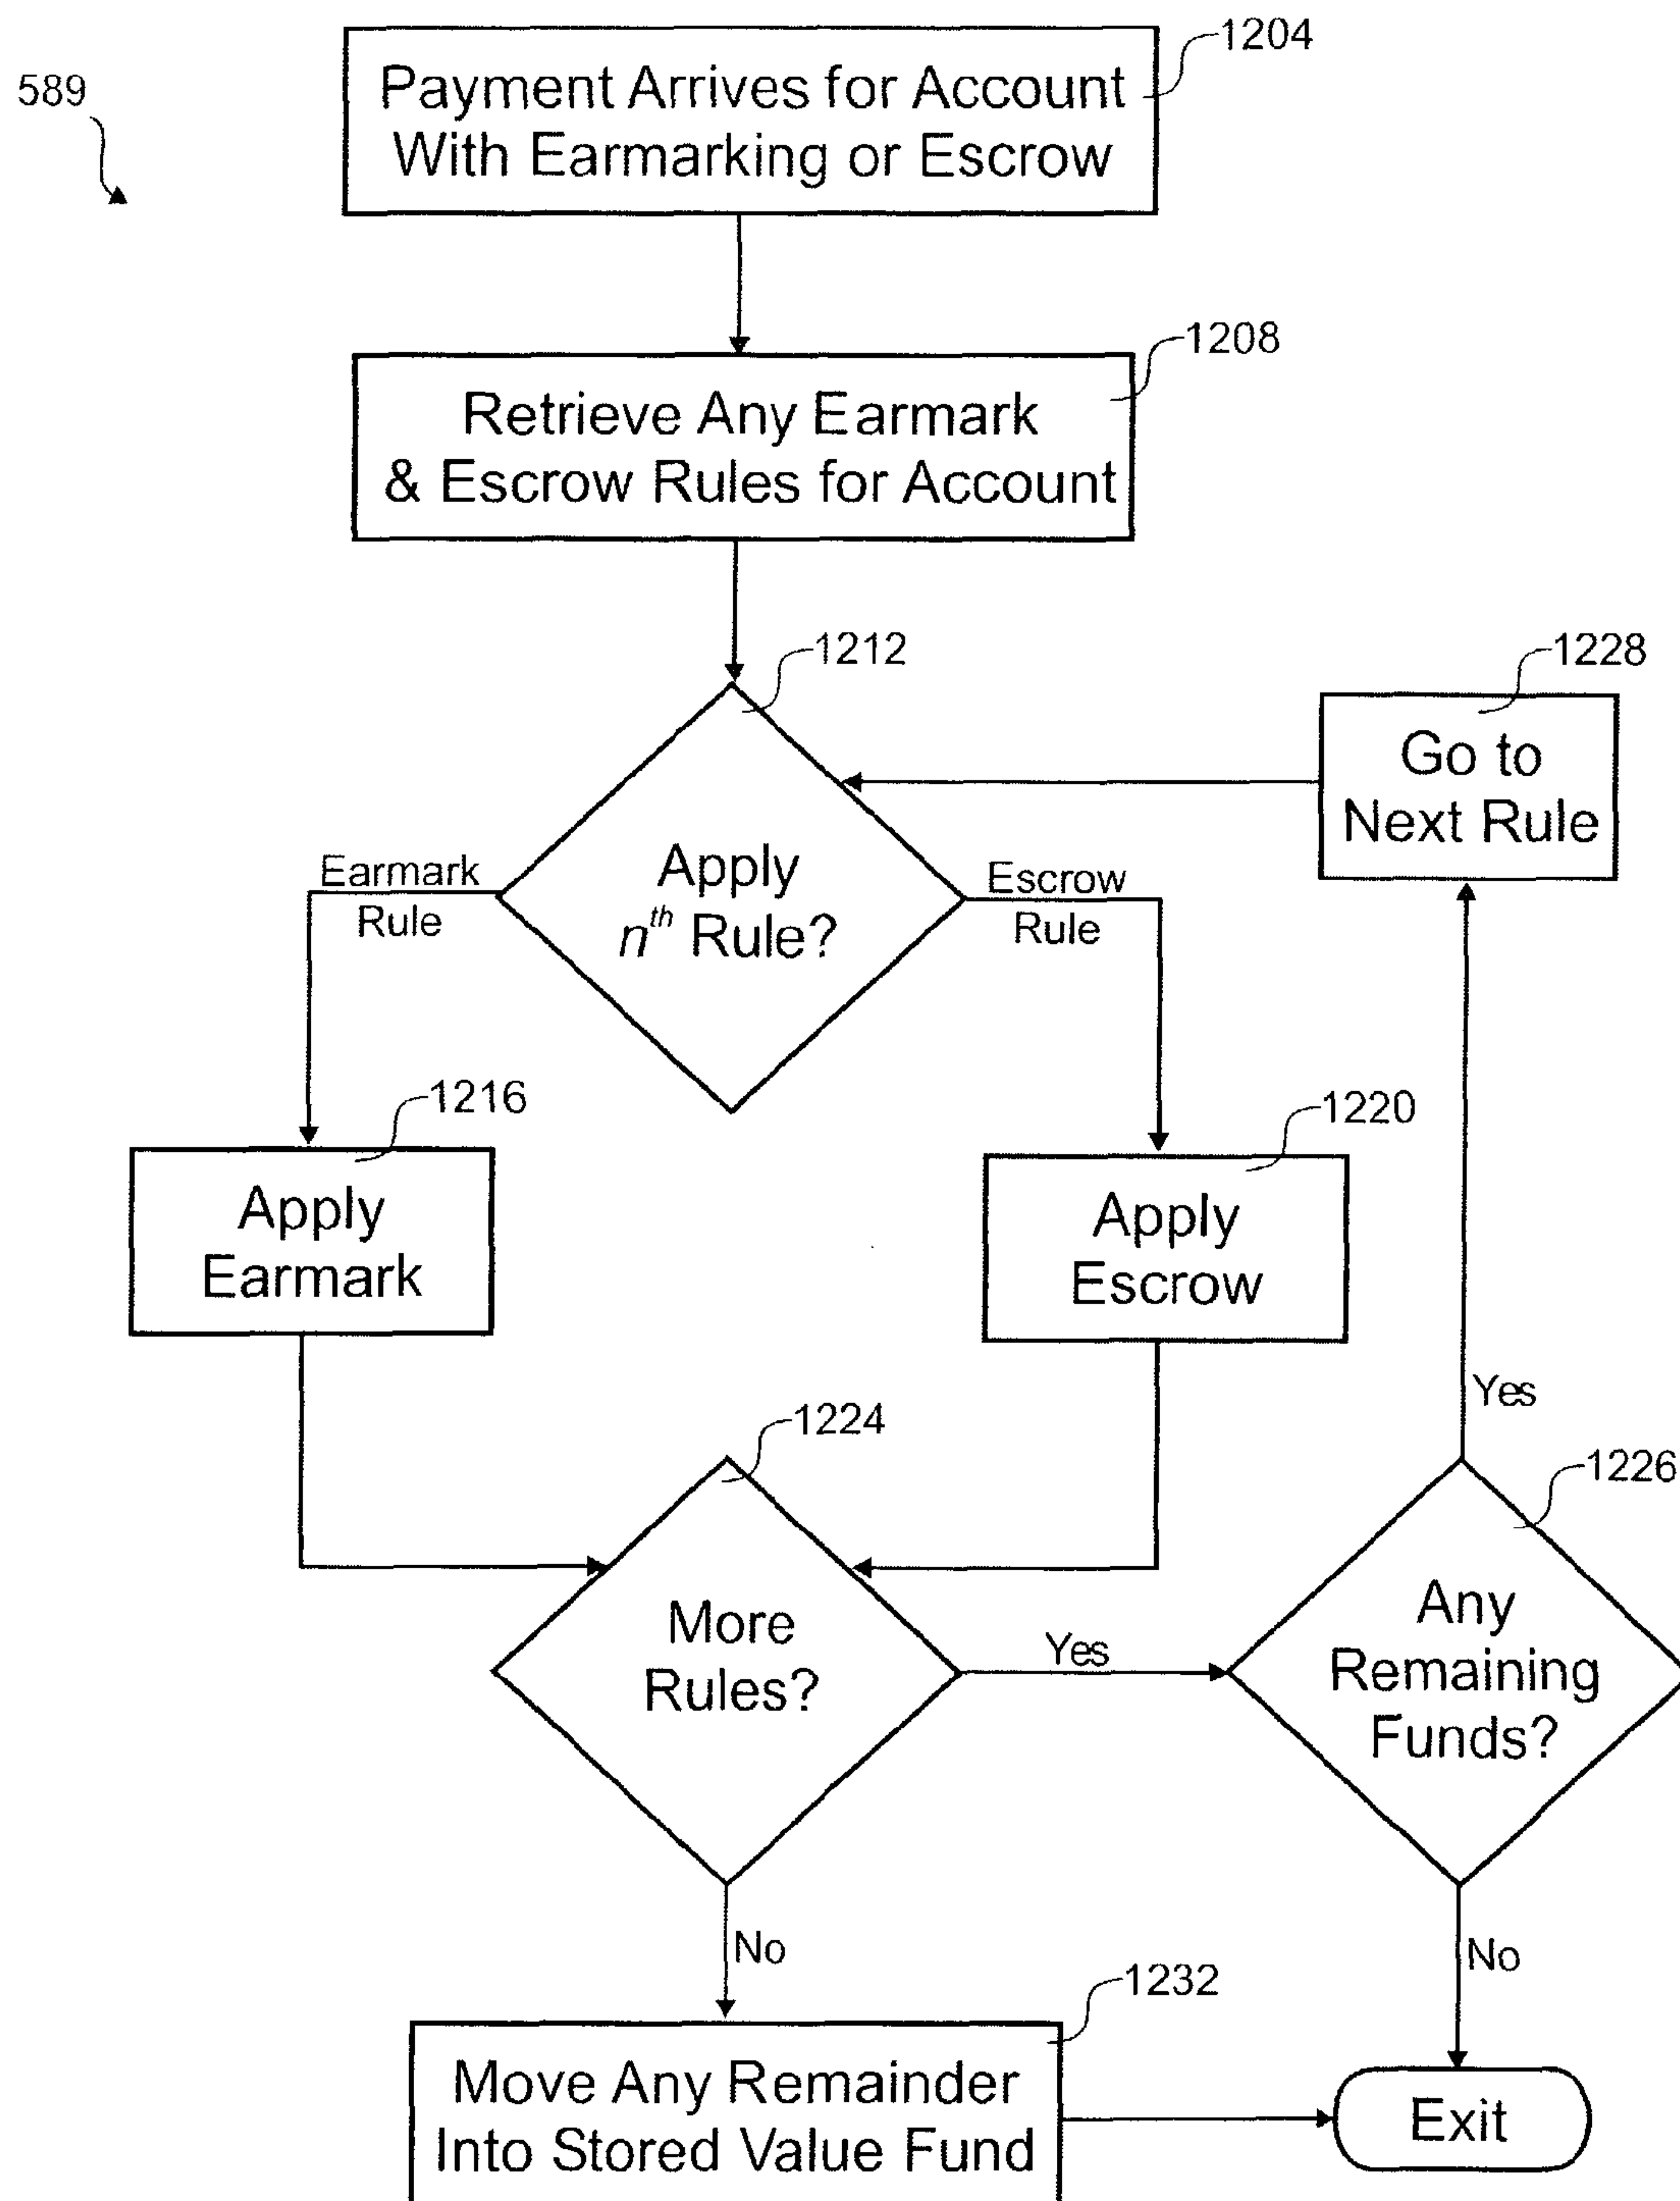 1204
589
Payment Arrives for Account
With Earmarking or Escrow
1208
Retrieve Any Earmark
& Escrow Rules for Account
1212
1228
Go to
Next Rule
Apply
nth Rule?
Earmark
Rule
Escrow
Rule
1216
Apply
Earmark
1220
Apply
Escrow
Yes
1224
1226
More
Rules?
Yes
Any
Remaining
Funds?
No
No
1232
Move Any Remainder
Into Stored Value Fund
Exit